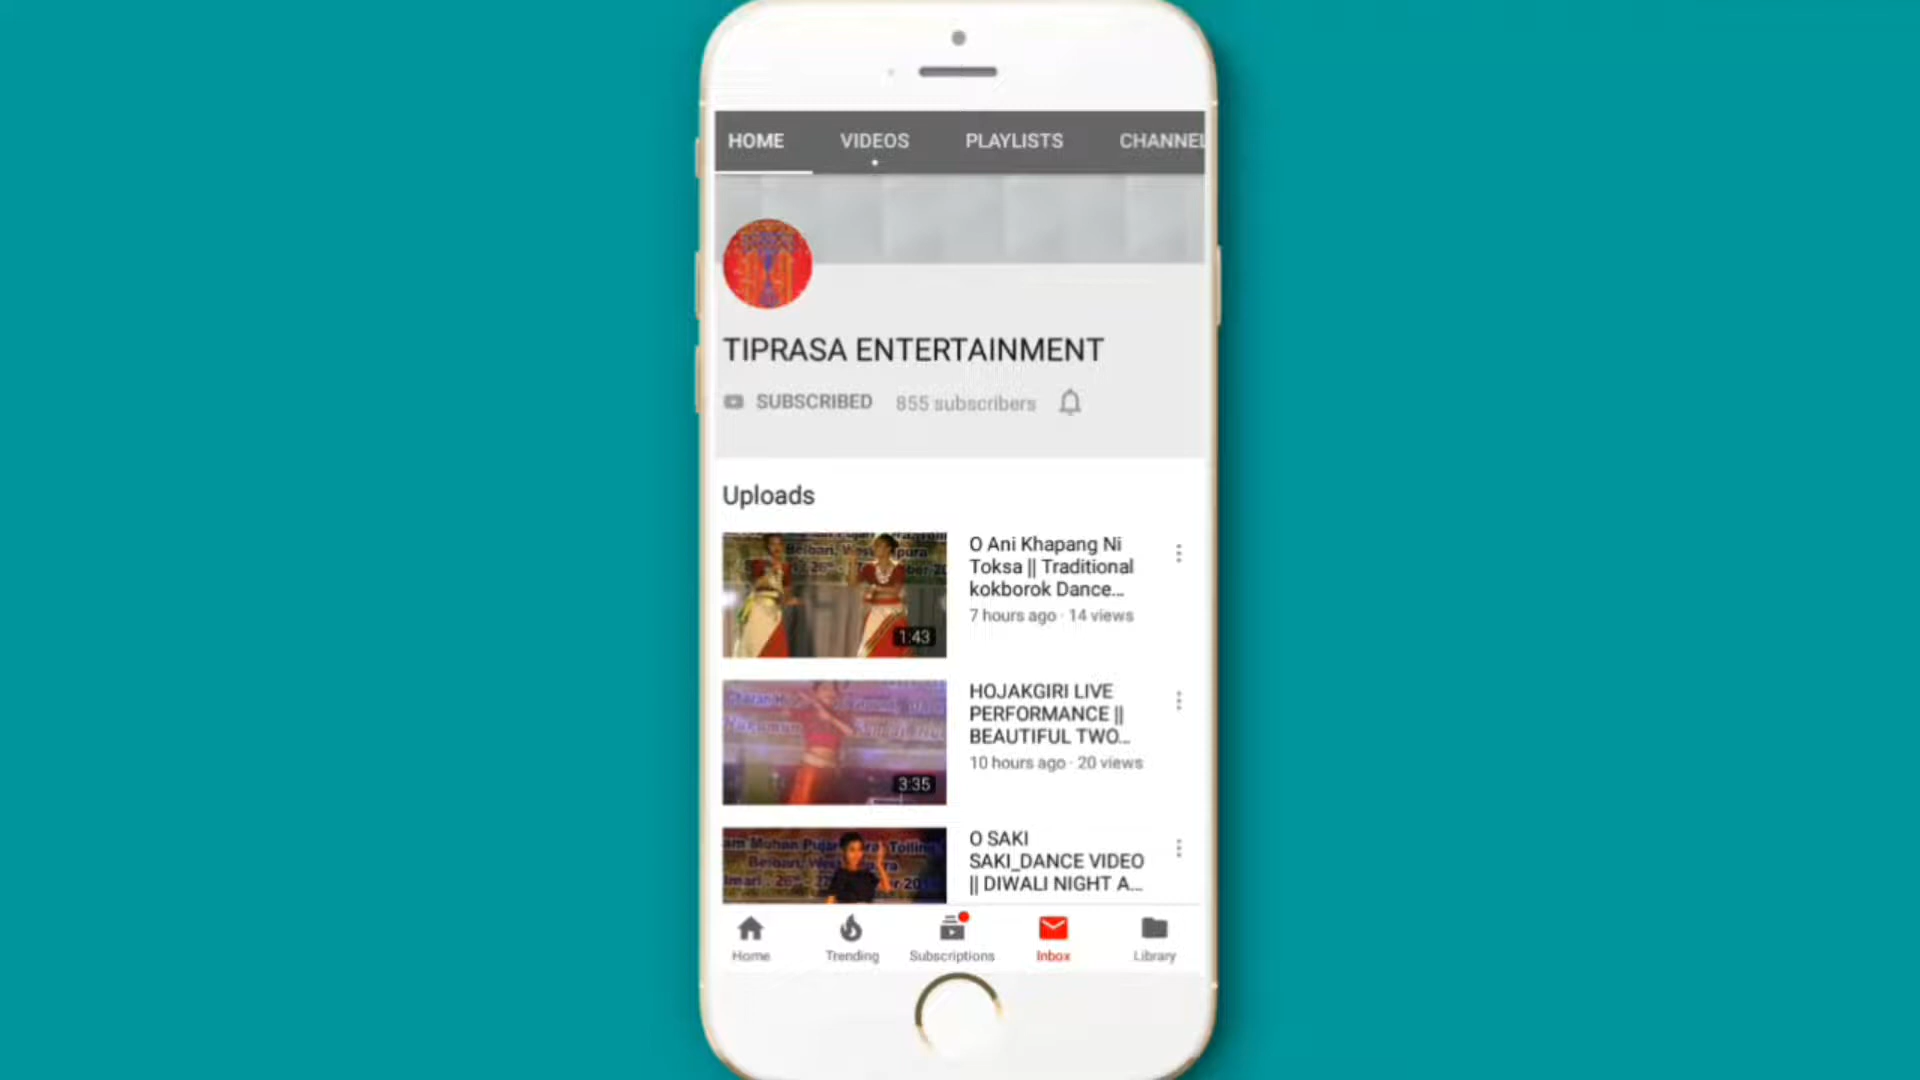 HOME VIDEOS PLAYLISTS CHANNEL
TIPRASA ENTERTAINMENT
SUBSCRIBED 855 subscribers
Uploads
Belbari, West
1:43
O Ani Khapang Ni
Toksa || Traditional
kokborok Dance...
7 hours ago · 14 views
3:35
HOJAKGIRI LIVE
PERFORMANCE ||
BEAUTIFUL TWO...
10 hours ago · 20 views
O SAKI
SAKI_DANCE VIDEO
|| DIWALI NIGHT A...
Home Trending Subscriptions Inbox Library